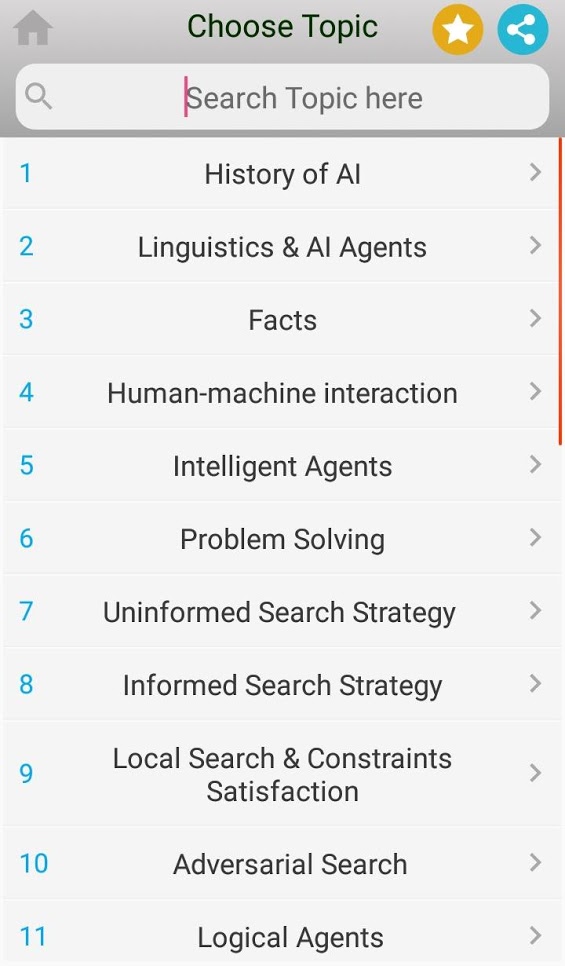 Choose Topic
Search Topic here
1 History of AI
2 Linguistics & AI Agents
3 Facts
4 Human-machine interaction
5 Intelligent Agents
6 Problem Solving
7 Uninformed Search Strategy
8 Informed Search Strategy
9 Local Search & Constraints
Satisfaction
10 Adversarial Search
11 Logical Agents